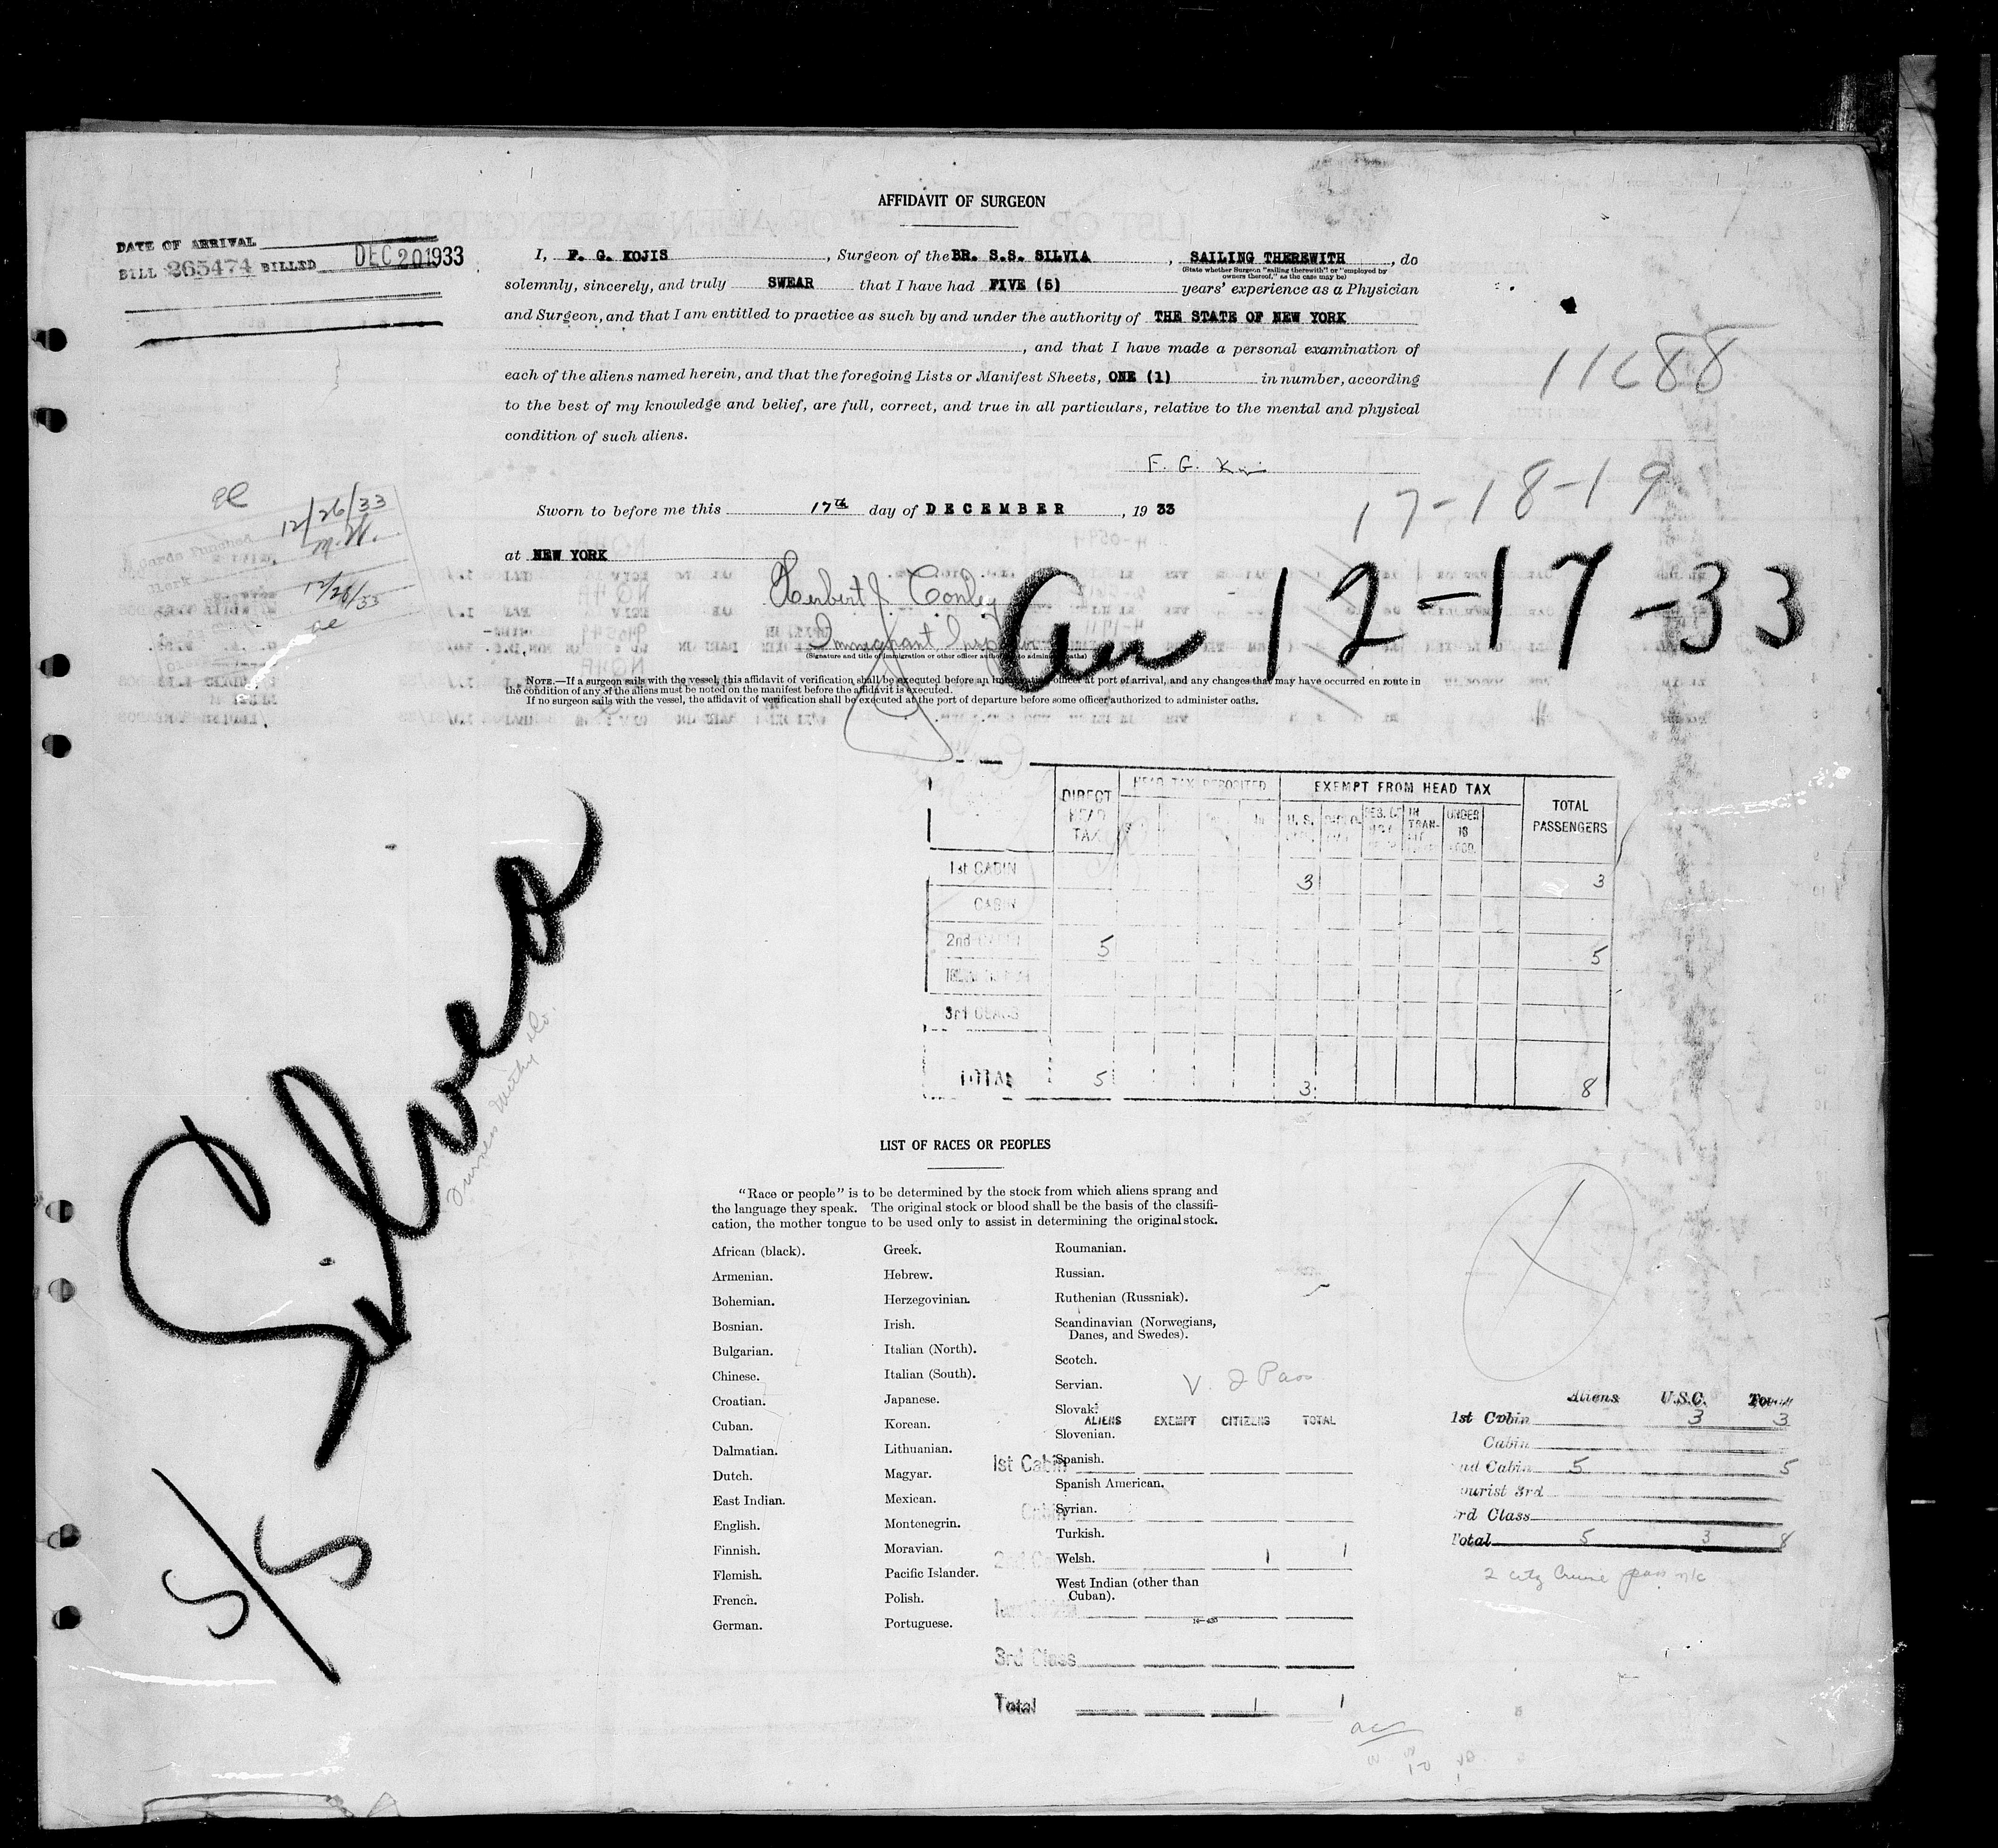 AFFIDAVIT OF SURGEON
DATE OF ARRIVAL DEC 20 1933
BILL 265474 BILLED
I, F. G. KOJIS, Surgeon of the BR. S.S. SILVIA, SAILING THEREWITH, do
(State whether Surgeon "sailing therewith" or "employed by
owners thereof," as the case may be)
solemnly, sincerely, and truly SWEAR that I have had FIVE (5) years' experience as a Physician
and Surgeon, and that I am entitled to practice as such by and under the authority of THE STATE OF NEW YORK
, and that I have made a personal examination of
each of the aliens named herein, and that the foregoing Lists or Manifest Sheets, ONE (1) in number, according
to the best of my knowledge and belief, are full, correct, and true in all particulars, relative to the mental and physical
condition of such aliens.
F. G.
17-18-19
Sworn to before me this 17th day of DECEMBER, 19 33
at NEW YORK
Herbert J. Conley
Immigrant Inspector
(Signature and title of immigration or other officer authorized to administer oaths)
12-17-33
Cards Punched 12/26/33
Clerk
12/26/33
NOTE.—If a surgeon sails with the vessel, this affidavit of verification shall be executed before an officer at port of arrival, and any changes that may have occurred en route in
the condition of any of the aliens must be noted on the manifest before the affidavit is executed.
If no surgeon sails with the vessel, the affidavit of verification shall be executed at the port of departure before some officer authorized to administer oaths.
S/S Silvia
DIRECT HEAD TAX HEAD TAX DEPOSITED EXEMPT FROM HEAD TAX TOTAL PASSENGERS
U. S. IN TRAN- UNDER 16
1st CABIN 3 3
CABIN
2nd 5 5
3rd CLASS
TOTAL 5 3 8
LIST OF RACES OR PEOPLES
"Race or people" is to be determined by the stock from which aliens sprang and
the language they speak. The original stock or blood shall be the basis of the classifi-
cation, the mother tongue to be used only to assist in determining the original stock.
African (black).
Armenian.
Bohemian.
Bosnian.
Bulgarian.
Chinese.
Croatian.
Cuban.
Dalmatian.
Dutch.
East Indian.
English.
Finnish.
Flemish.
French.
German.
Greek.
Hebrew.
Herzegovinian.
Irish.
Italian (North).
Italian (South).
Japanese.
Korean.
Lithuanian.
Magyar.
Mexican.
Montenegrin.
Moravian.
Pacific Islander.
Polish.
Portuguese.
Roumanian.
Russian.
Ruthenian (Russniak).
Scandinavian (Norwegians,
Danes, and Swedes).
Scotch.
Servian.
Slovak.
Slovenian.
Spanish.
Spanish American.
Syrian.
Turkish.
Welsh.
West Indian (other than
Cuban).
ALIENS EXEMPT CITIZENS TOTAL
1st Cabin
Cabin
2nd 1 1
3rd Class
Total 1 1
Aliens U.S.C. Total
1st Cabin 3 3
Cabin
2nd Cabin 5 5
Tourist 3rd
3rd Class
Total 5 3 8
2 Cruise pass